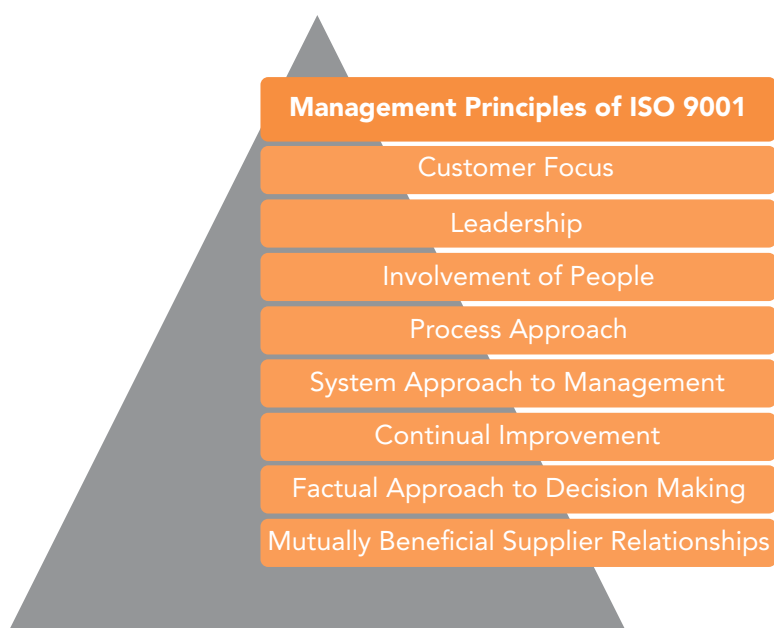 Management Principles of ISO 9001
Customer Focus
Leadership
Involvement of People
Process Approach
System Approach to Management
Continual Improvement
Factual Approach to Decision Making
Mutually Beneficial Supplier Relationships